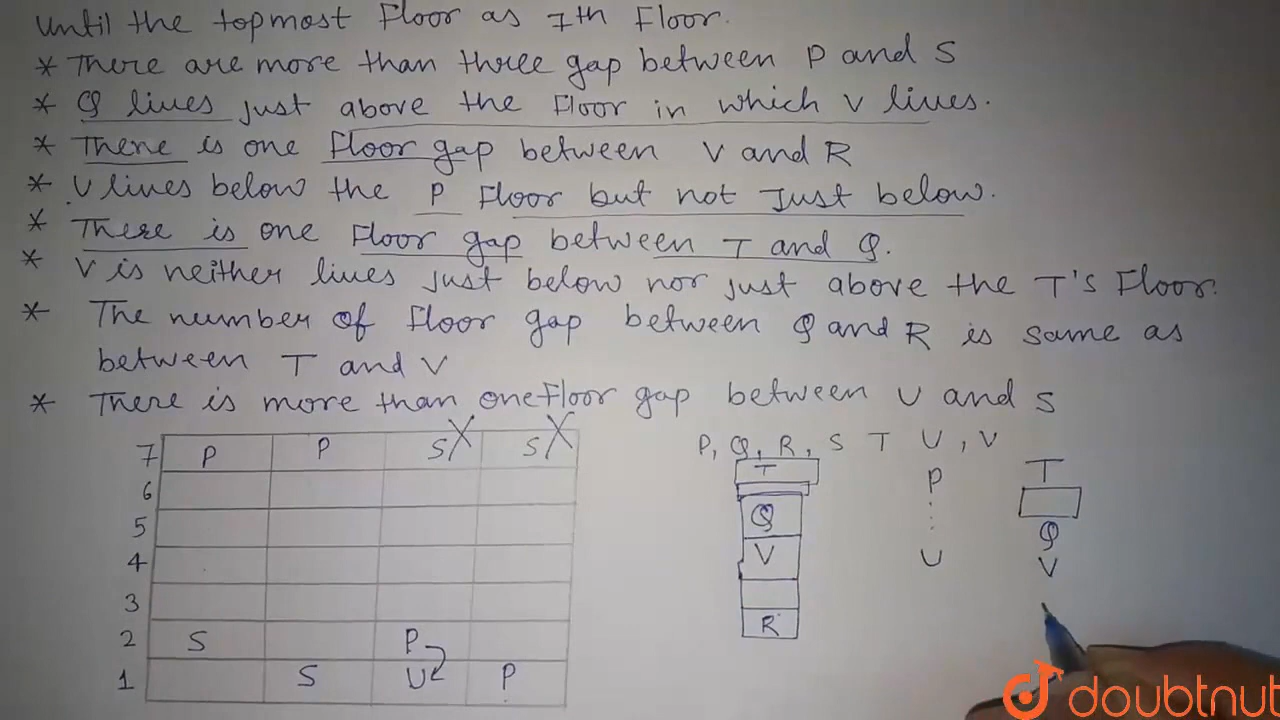 until the topmost Floor as 7th Floor.
* There are more than three gap between P and S
* Q lives just above the Floor in which V lives.
* There is one Floor gap between V and R
* U lives below the P Floor but not Just below.
* There is one Floor gap between T and Q.
* V is neither lives just below nor just above the T's Floor.
* The number of Floor gap between Q and R is same as
between T and V
* There is more than one Floor gap between U and S
7 P P S X S X
6
5
4
3
2 S P
1 S U P
P, Q, R, S T U, V
T
Q
V
R
P
U
T
Q
V
doubtnut